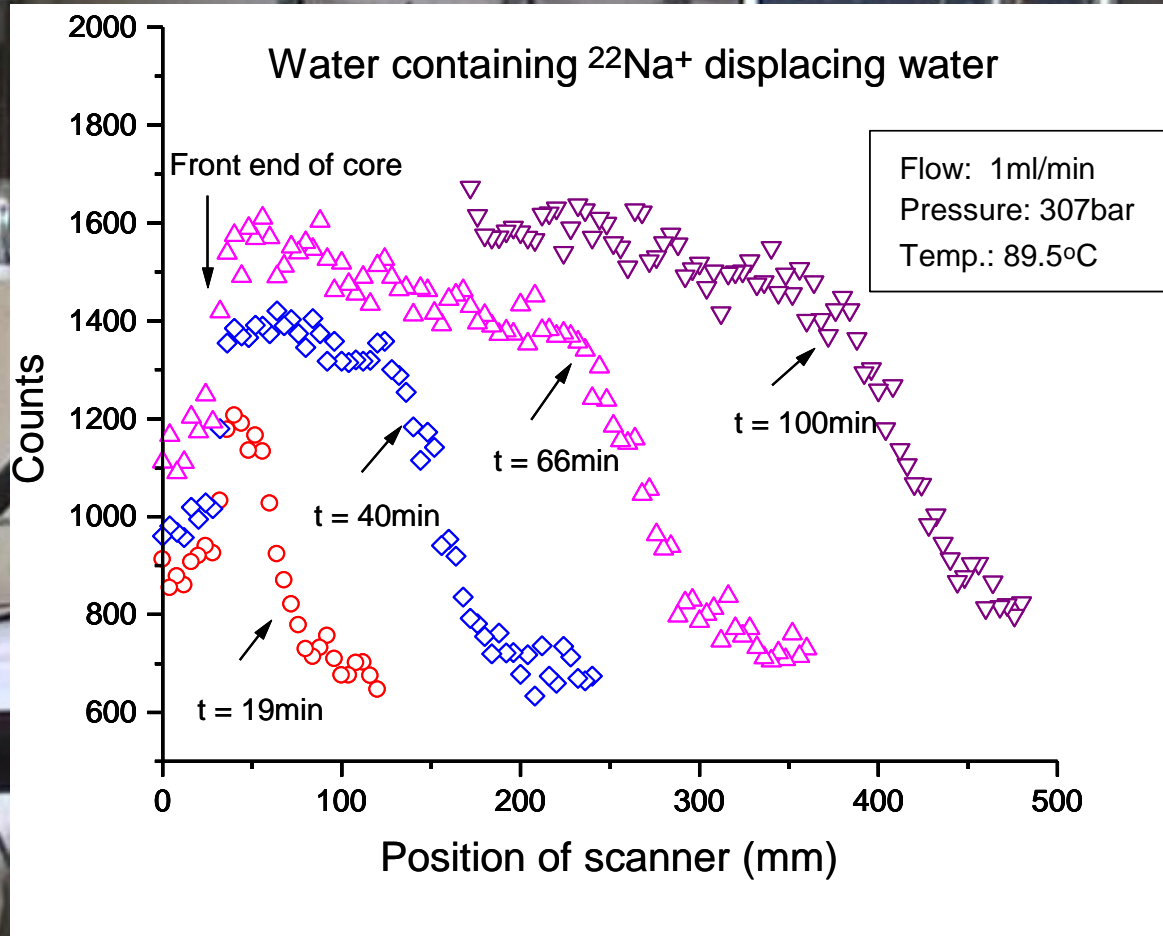 Water containing ²²Na⁺ displacing water
Front end of core
Flow: 1ml/min
Pressure: 307bar
Temp.: 89.5°C
2000
1800
1600
1400
1200
1000
800
600
Counts
t = 100min
t = 66min
t = 40min
t = 19min
0 100 200 300 400 500
Position of scanner (mm)